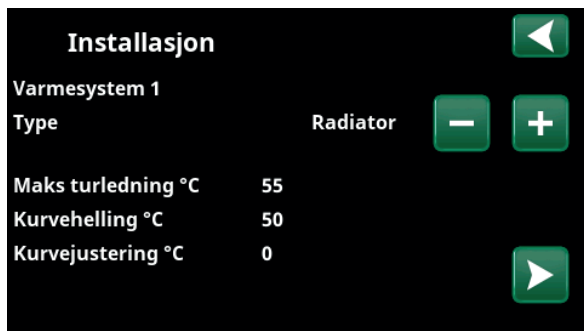 Installasjon
Varmesystem 1
Type Radiator
Maks turledning °C 55
Kurvehelling °C 50
Kurvejustering °C 0